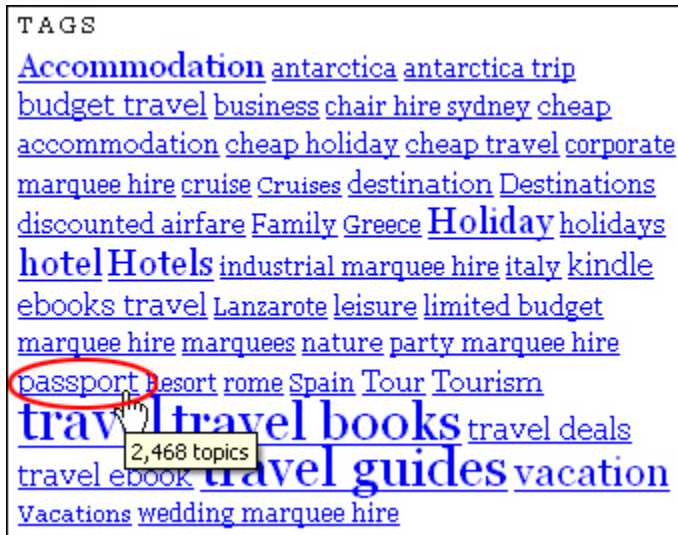 TAGS
Accommodation antarctica antarctica trip
budget travel business chair hire sydney cheap
accommodation cheap holiday cheap travel corporate
marquee hire cruise Cruises destination Destinations
discounted airfare Family Greece Holiday holidays
hotel Hotels industrial marquee hire italy kindle
ebooks travel Lanzarote leisure limited budget
marquee hire marquees nature party marquee hire
passport Resort rome Spain Tour Tourism
travel travel books travel deals
2,468 topics
travel ebook travel guides vacation
Vacations wedding marquee hire